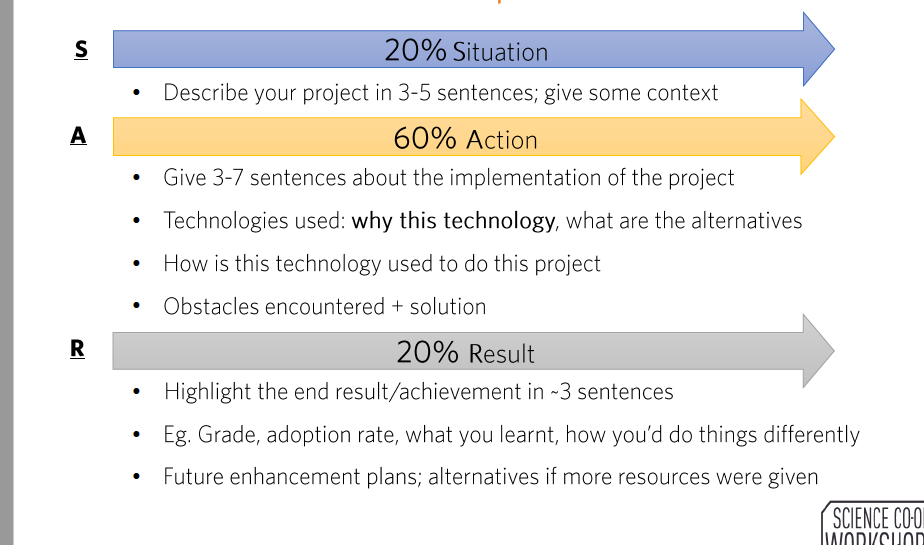 S
20% Situation
• Describe your project in 3-5 sentences; give some context
A
60% Action
• Give 3-7 sentences about the implementation of the project
• Technologies used: why this technology, what are the alternatives
• How is this technology used to do this project
• Obstacles encountered + solution
R
20% Result
• Highlight the end result/achievement in ~3 sentences
• Eg. Grade, adoption rate, what you learnt, how you’d do things differently
• Future enhancement plans; alternatives if more resources were given
SCIENCE CO-O
WORKSHOP